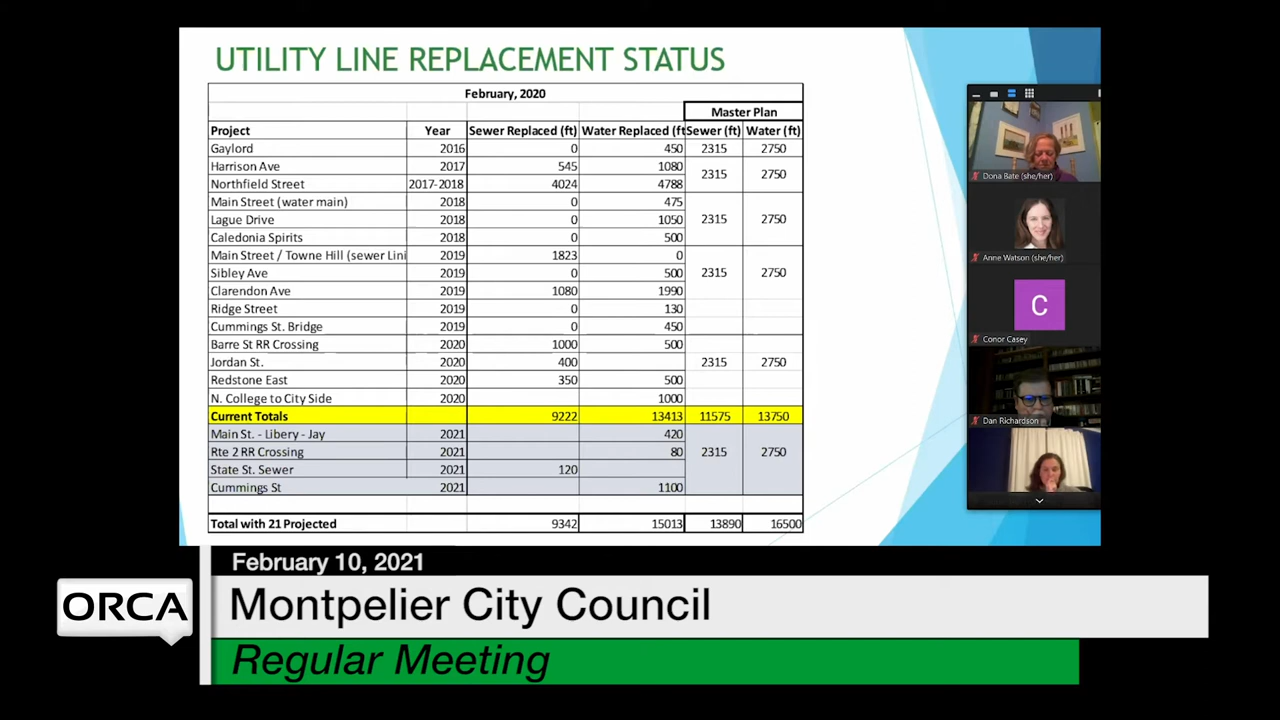 UTILITY LINE REPLACEMENT STATUS
February, 2020
Master Plan
Project Year Sewer Replaced (ft) Water Replaced (ft Sewer (ft) Water (ft)
Gaylord 2016 0 450 2315 2750
Harrison Ave 2017 545 1080
2315 2750
Northfield Street 2017-2018 4024 4788
Main Street (water main) 2018 0 475
Lague Drive 2018 0 1050 2315 2750
Caledonia Spirits 2018 0 500
Main Street / Towne Hill (sewer Lini 2019 1823 0
Sibley Ave 2019 0 500 2315 2750
Clarendon Ave 2019 1080 1990
Ridge Street 2019 0 130
Cummings St. Bridge 2019 0 450
Barre St RR Crossing 2020 1000 500
Jordan St. 2020 400 2315 2750
Redstone East 2020 350 500
N. College to City Side 2020 1000
Current Totals 9222 13413 11575 13750
Main St. - Libery - Jay 2021 420
Rte 2 RR Crossing 2021 80 2315 2750
State St. Sewer 2021 120
Cummings St 2021 1100
Total with 21 Projected 9342 15013 13890 16500
Dona Bate (she/her)
Anne Watson (she/her)
C
Conor Casey
Dan Richardson
February 10, 2021
ORCA
Montpelier City Council
Regular Meeting